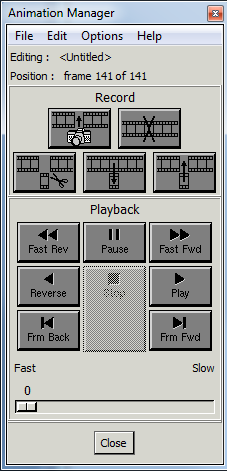 Animation Manager
File Edit Options Help
Editing : <Untitled>
Position : frame 141 of 141
Record
Playback
Fast Rev Pause Fast Fwd
Reverse Stop Play
Frm Back Frm Fwd
Fast Slow
0
Close